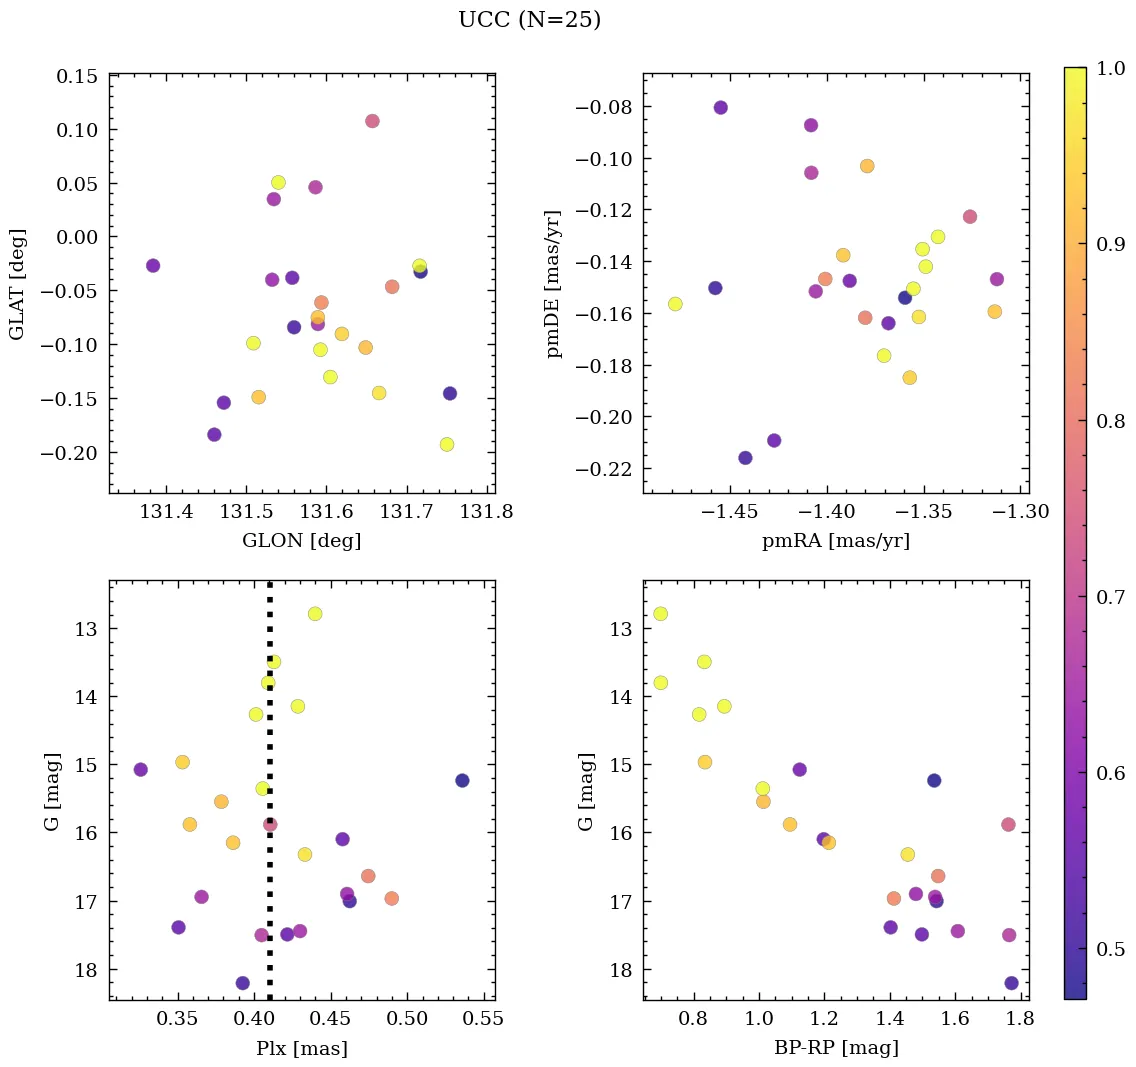 UCC (N=25)
0.15
0.10
0.05
0.00
−0.05
−0.10
−0.15
−0.20
GLAT [deg]
131.4 131.5 131.6 131.7 131.8
GLON [deg]
−0.08
−0.10
−0.12
−0.14
−0.16
−0.18
−0.20
−0.22
pmDE [mas/yr]
−1.45 −1.40 −1.35 −1.30
pmRA [mas/yr]
13
14
15
16
17
18
G [mag]
0.35 0.40 0.45 0.50 0.55
Plx [mas]
13
14
15
16
17
18
G [mag]
0.8 1.0 1.2 1.4 1.6 1.8
BP-RP [mag]
1.0
0.9
0.8
0.7
0.6
0.5